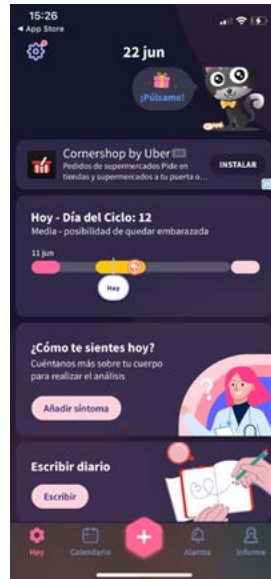 15:26
◀ App Store
22 jun
¡Púlsame!
Cornershop by Uber AD
Pedidos de supermercados Pide en
tiendas y supermercados a tu puerta o...
INSTALAR
Hoy - Día del Ciclo: 12
Media - posibilidad de quedar embarazada
11 jun
Hoy
¿Cómo te sientes hoy?
Cuéntanos más sobre tu cuerpo
para realizar el análisis
Añadir síntoma
Escribir diario
Escribir
Hoy
Calendario
Alarma
Informe